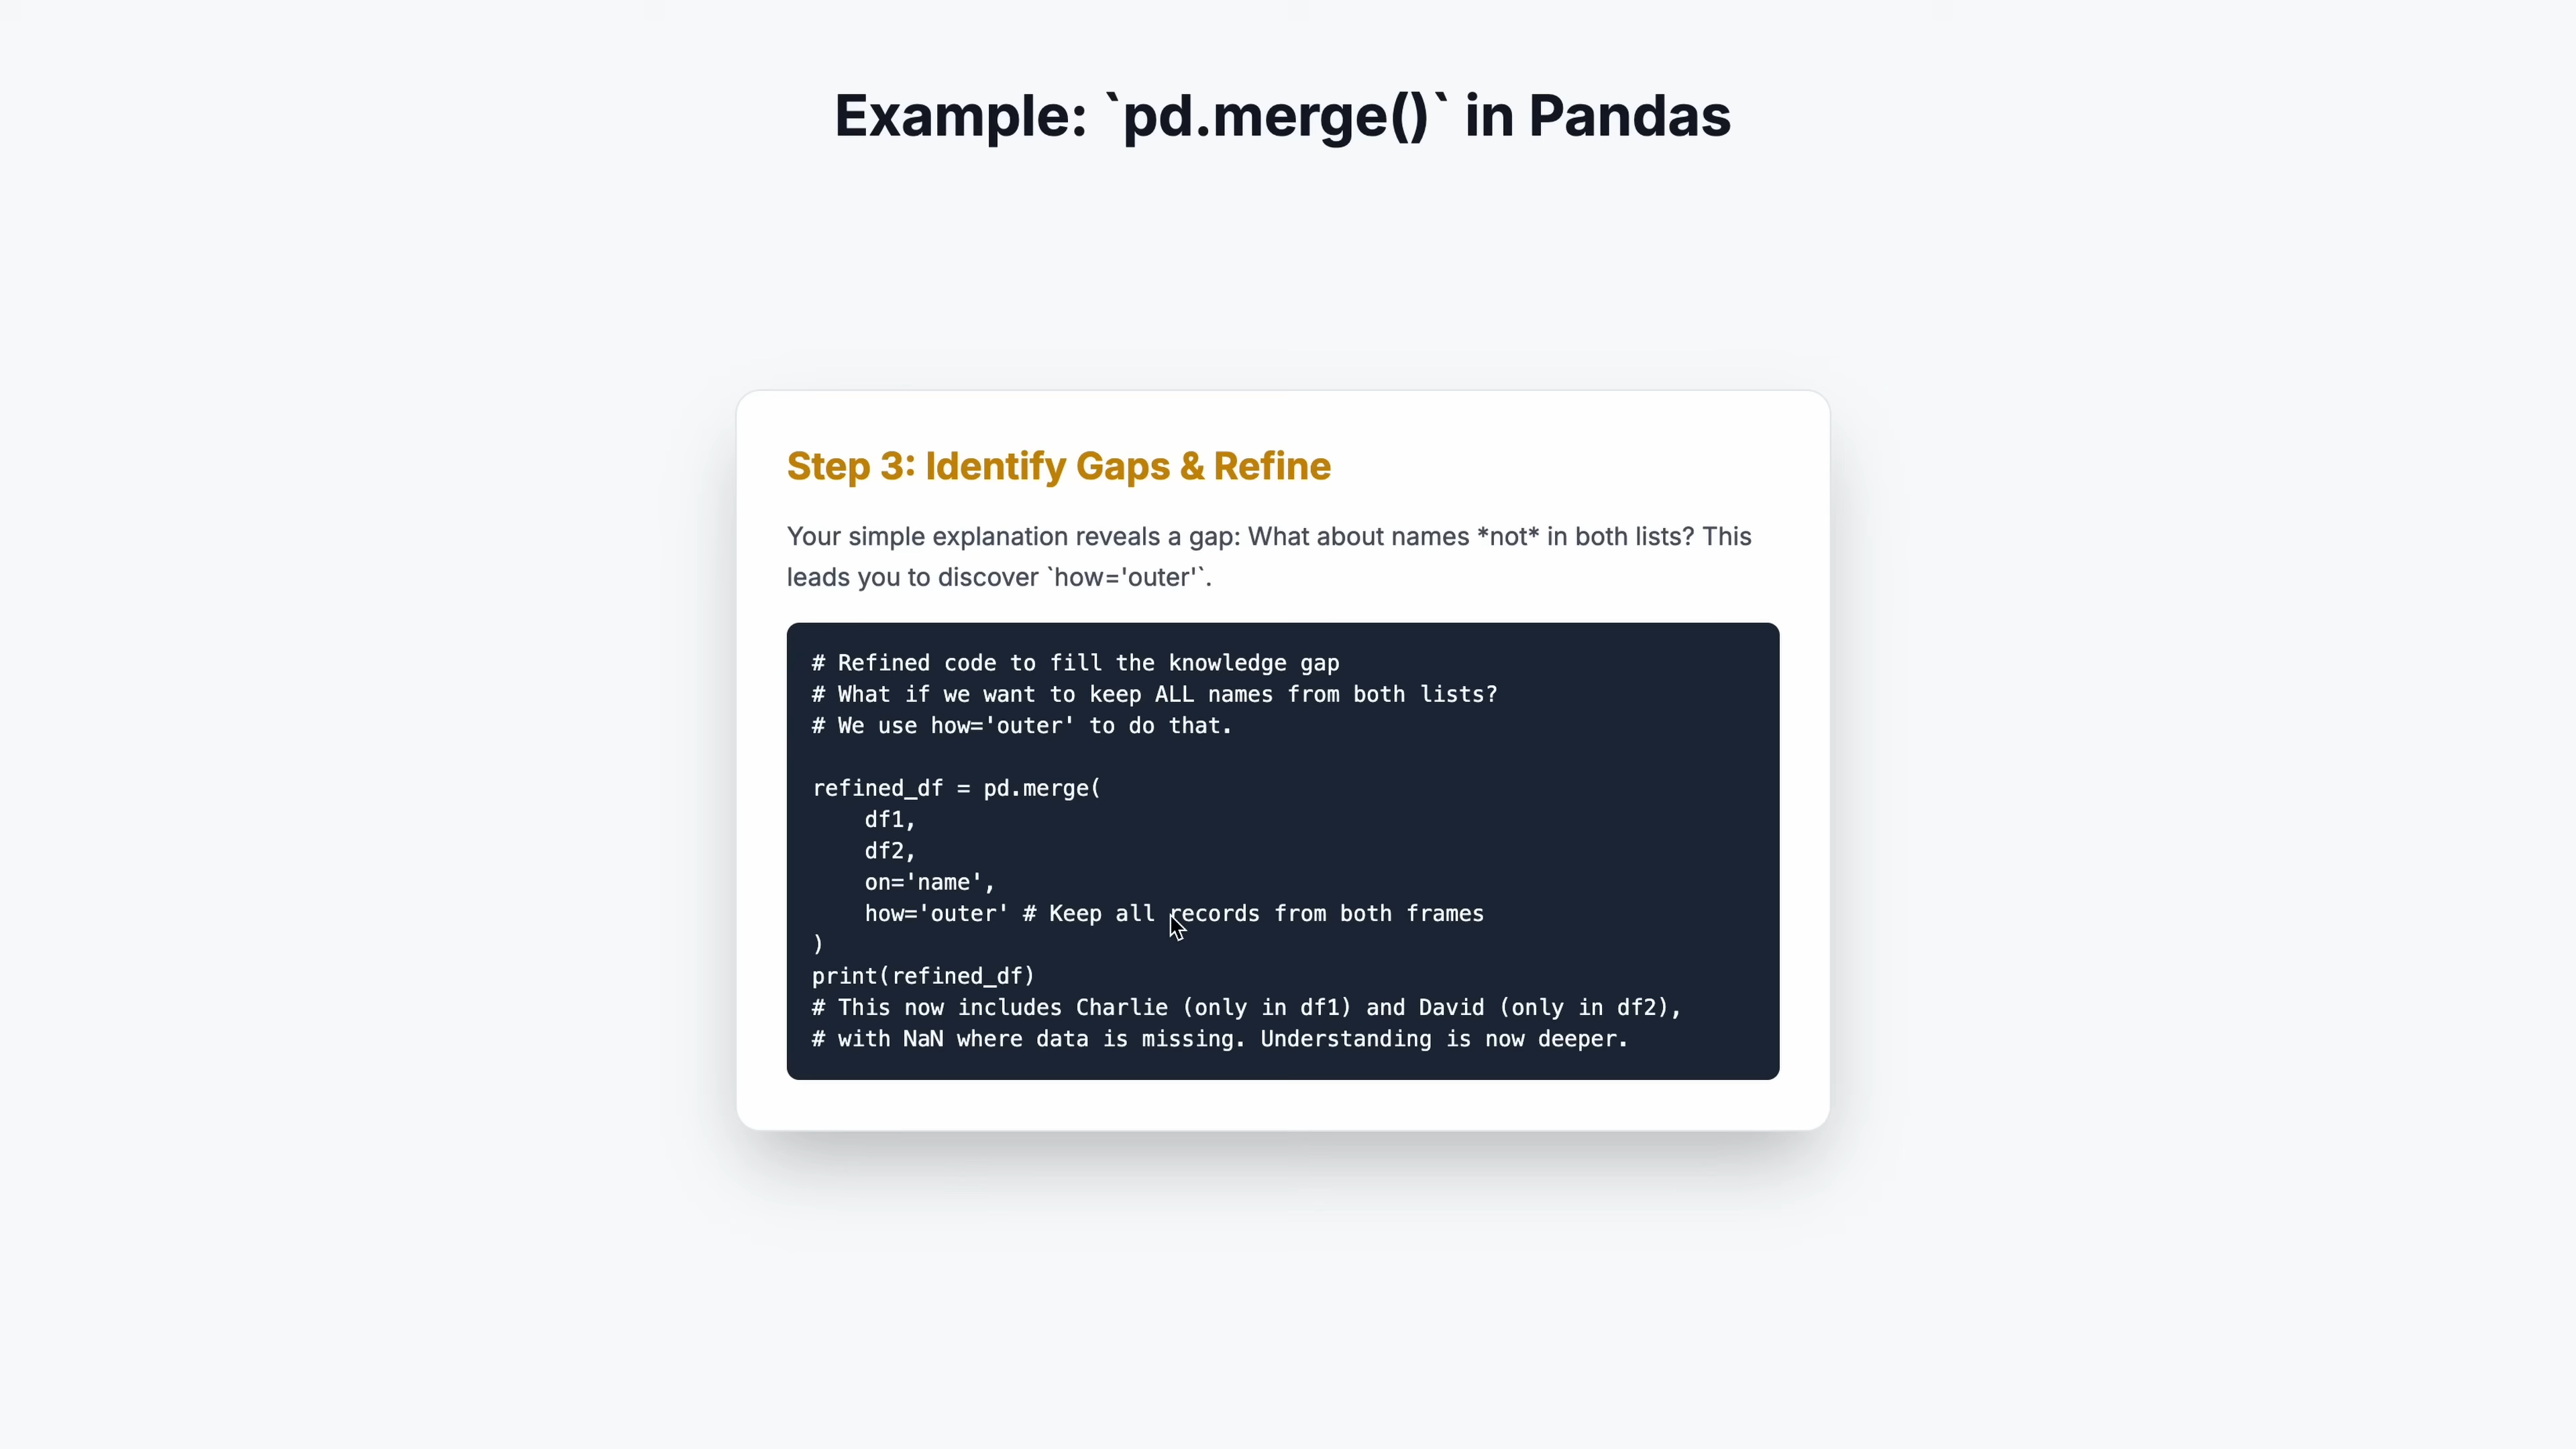 Example: `pd.merge()` in Pandas
Step 3: Identify Gaps & Refine
Your simple explanation reveals a gap: What about names *not* in both lists? This
leads you to discover `how='outer'`.
# Refined code to fill the knowledge gap
# What if we want to keep ALL names from both lists?
# We use how='outer' to do that.
refined_df = pd.merge(
    df1,
    df2,
    on='name',
    how='outer' # Keep all records from both frames
)
print(refined_df)
# This now includes Charlie (only in df1) and David (only in df2),
# with NaN where data is missing. Understanding is now deeper.